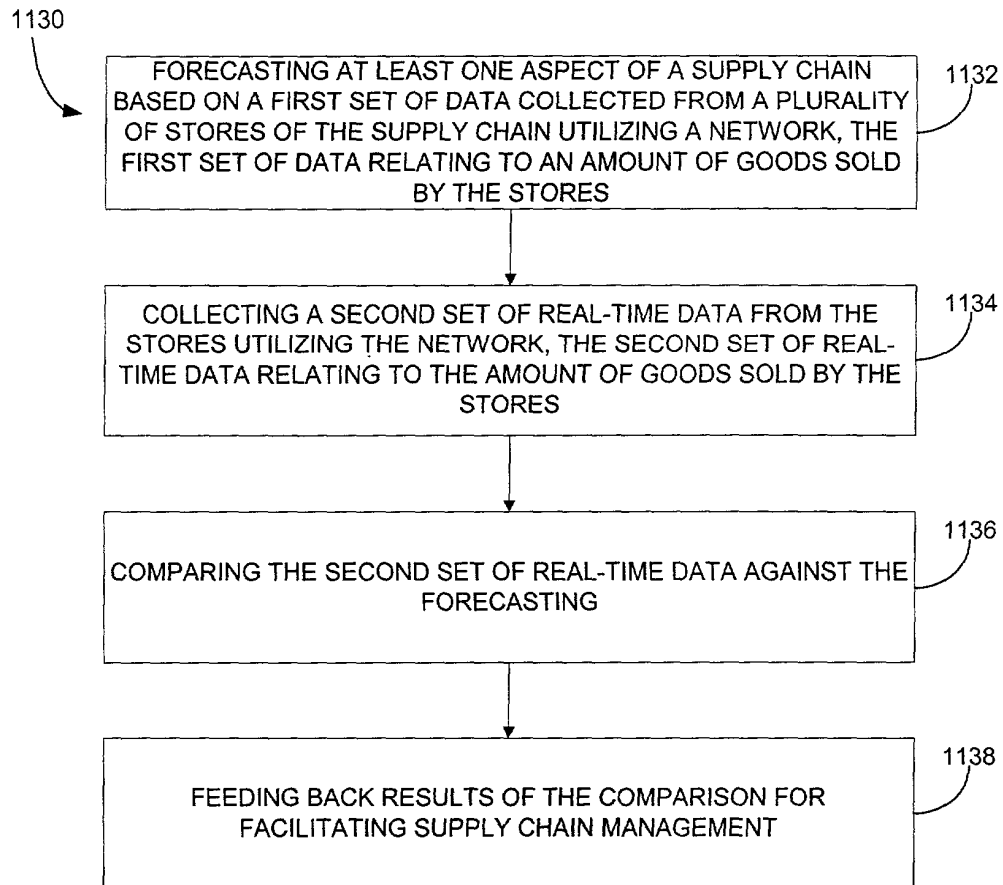 1130
FORECASTING AT LEAST ONE ASPECT OF A SUPPLY CHAIN
BASED ON A FIRST SET OF DATA COLLECTED FROM A PLURALITY
OF STORES OF THE SUPPLY CHAIN UTILIZING A NETWORK, THE
FIRST SET OF DATA RELATING TO AN AMOUNT OF GOODS SOLD
BY THE STORES
1132
COLLECTING A SECOND SET OF REAL-TIME DATA FROM THE
STORES UTILIZING THE NETWORK, THE SECOND SET OF REAL-
TIME DATA RELATING TO THE AMOUNT OF GOODS SOLD BY THE
STORES
1134
COMPARING THE SECOND SET OF REAL-TIME DATA AGAINST THE
FORECASTING
1136
FEEDING BACK RESULTS OF THE COMPARISON FOR
FACILITATING SUPPLY CHAIN MANAGEMENT
1138